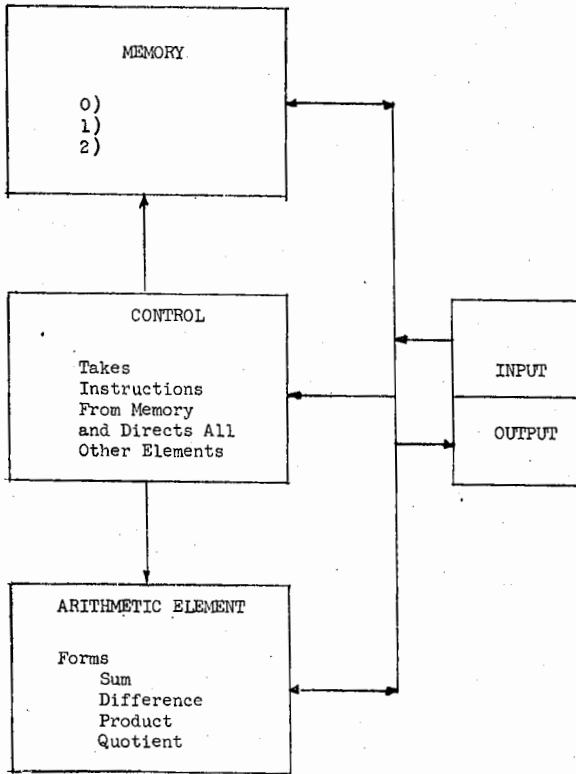 MEMORY
0)
1)
2)
CONTROL
Takes
Instructions
From Memory
and Directs All
Other Elements
INPUT
OUTPUT
ARITHMETIC ELEMENT
Forms
Sum
Difference
Product
Quotient